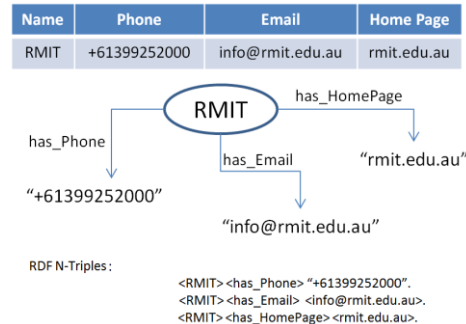 Name Phone Email Home Page
RMIT +61399252000 info@rmit.edu.au rmit.edu.au
RMIT
has_HomePage
has_Phone
has_Email
"rmit.edu.au"
"+61399252000"
"info@rmit.edu.au"
RDF N-Triples:
<RMIT> <has_Phone> "+61399252000".
<RMIT> <has_Email> <info@rmit.edu.au>.
<RMIT> <has_HomePage> <rmit.edu.au>.